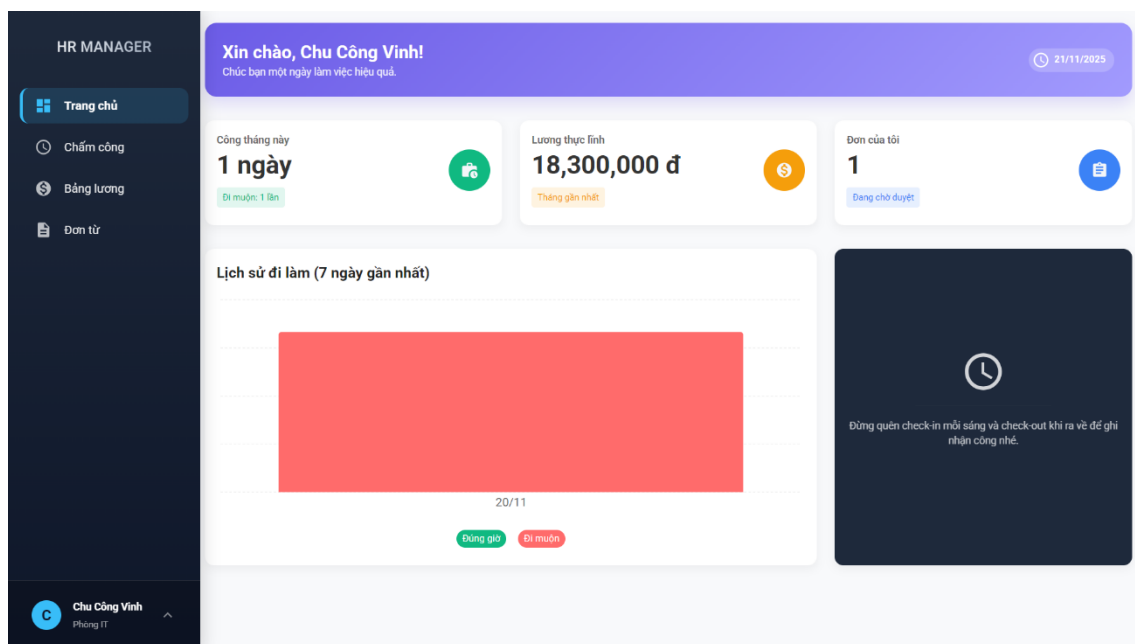 HR MANAGER
Trang chủ
Chấm công
Bảng lương
Đơn từ
Chu Công Vinh
Phòng IT
C
Xin chào, Chu Công Vinh!
Chúc bạn một ngày làm việc hiệu quả.
21/11/2025
Công tháng này
1 ngày
Đi muộn: 1 lần
Lương thực lĩnh
18,300,000 đ
Tháng gần nhất
Đơn của tôi
1
Đang chờ duyệt
Lịch sử đi làm (7 ngày gần nhất)
20/11
Đúng giờ
Đi muộn
Đừng quên check-in mỗi sáng và check-out khi ra về để ghi
nhận công nhé.